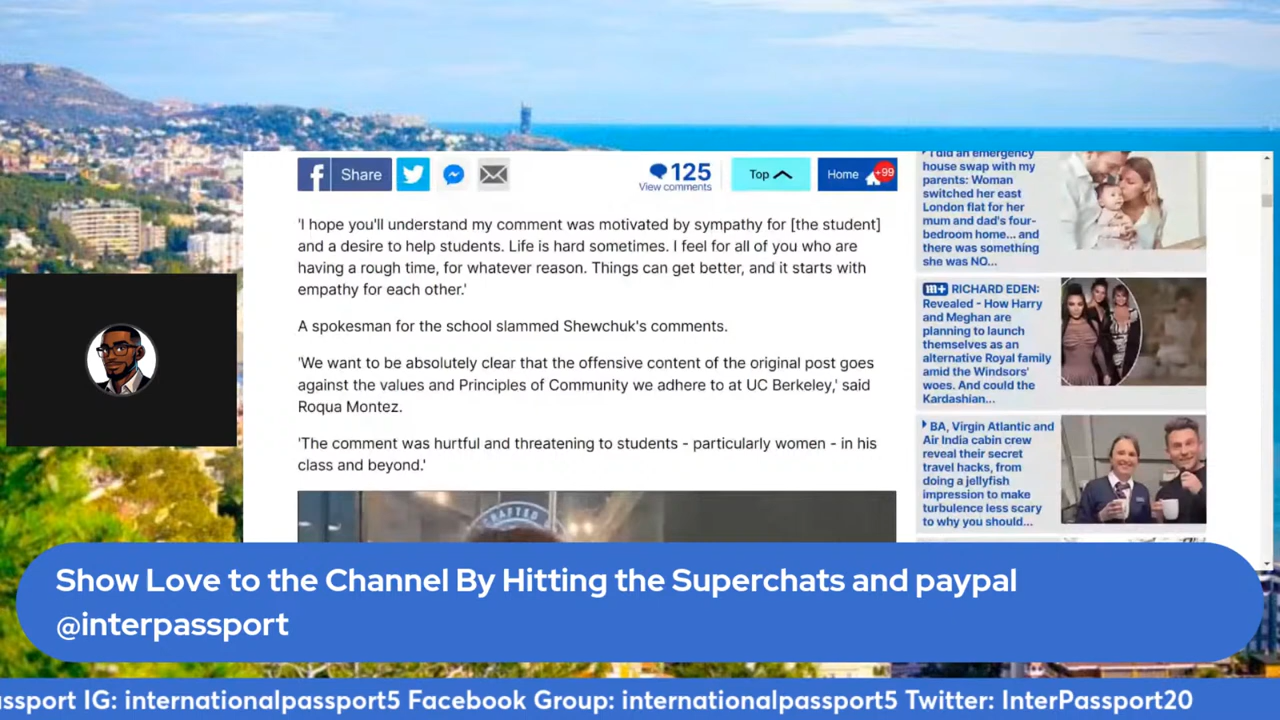 Share
125
View comments
Top
Home
+99
'I hope you'll understand my comment was motivated by sympathy for [the student]
and a desire to help students. Life is hard sometimes. I feel for all of you who are
having a rough time, for whatever reason. Things can get better, and it starts with
empathy for each other.'
A spokesman for the school slammed Shewchuk's comments.
'We want to be absolutely clear that the offensive content of the original post goes
against the values and Principles of Community we adhere to at UC Berkeley,' said
Roqua Montez.
'The comment was hurtful and threatening to students - particularly women - in his
class and beyond.'
CRAFTED
I did an emergency
house swap with my
parents: Woman
switched her east
London flat for her
mum and dad's four-
bedroom home... and
there was something
she was NO...
m+ RICHARD EDEN:
Revealed - How Harry
and Meghan are
planning to launch
themselves as an
alternative Royal family
amid the Windsors'
woes. And could the
Kardashian...
BA, Virgin Atlantic and
Air India cabin crew
reveal their secret
travel hacks, from
doing a jellyfish
impression to make
turbulence less scary
to why you should...
Show Love to the Channel By Hitting the Superchats and paypal
@interpassport
assport IG: internationalpassport5 Facebook Group: internationalpassport5 Twitter: InterPassport20